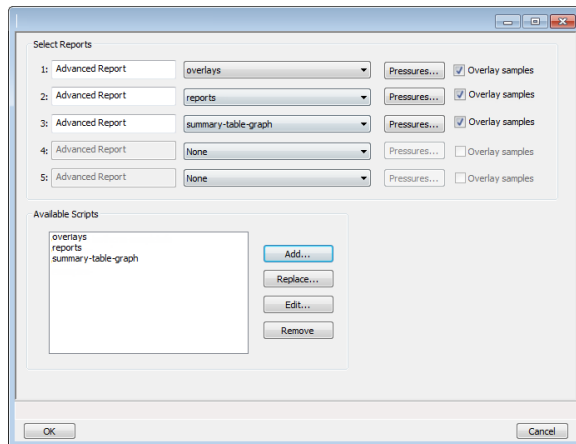 Select Reports
1: Advanced Report overlays Pressures... Overlay samples
2: Advanced Report reports Pressures... Overlay samples
3: Advanced Report summary-table-graph Pressures... Overlay samples
4: Advanced Report None Pressures... Overlay samples
5: Advanced Report None Pressures... Overlay samples
Available Scripts
overlays
reports
summary-table-graph
Add...
Replace...
Edit...
Remove
OK Cancel